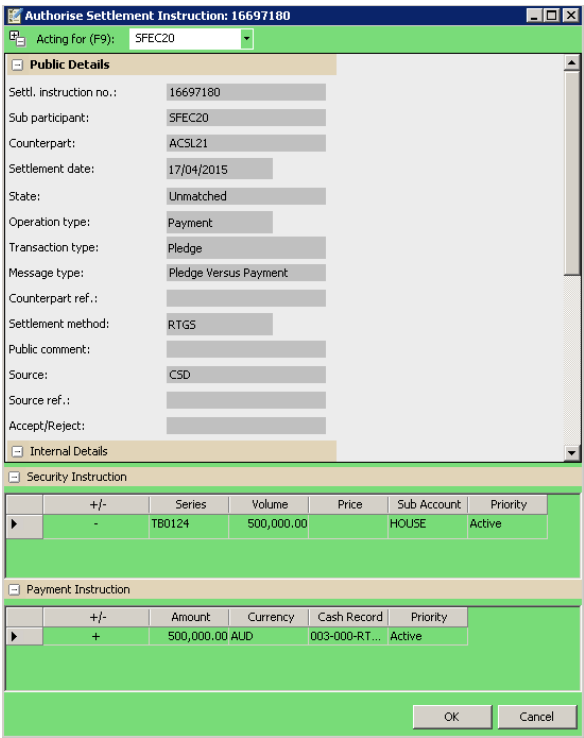 Authorise Settlement Instruction: 16697180
Acting for (F9): SFEC20
Public Details
Settl. instruction no.: 16697180
Sub participant: SFEC20
Counterpart: ACSL21
Settlement date: 17/04/2015
State: Unmatched
Operation type: Payment
Transaction type: Pledge
Message type: Pledge Versus Payment
Counterpart ref.:
Settlement method: RTGS
Public comment:
Source: CSD
Source ref.:
Accept/Reject:
Internal Details
Security Instruction
+/- Series Volume Price Sub Account Priority
- TB0124 500,000.00 HOUSE Active
Payment Instruction
+/- Amount Currency Cash Record Priority
+ 500,000.00 AUD 003-000-RT... Active
OK Cancel